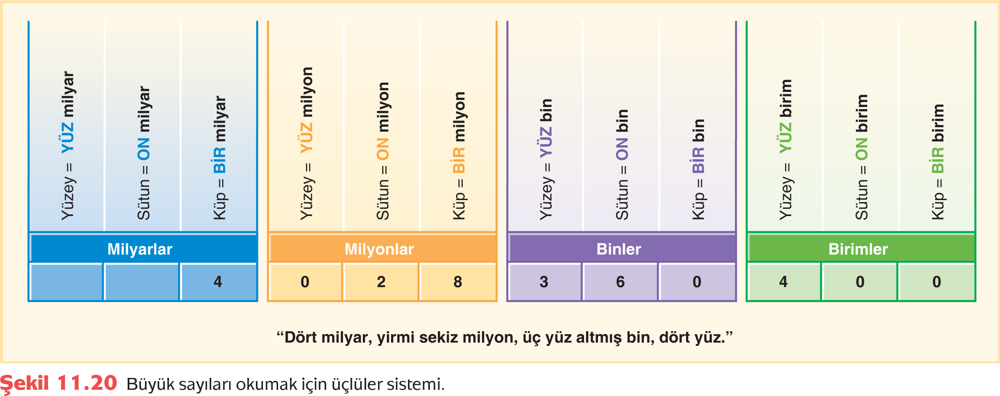 Yüzey = YÜZ milyar
Sütun = ON milyar
Küp = BİR milyar
Yüzey = YÜZ milyon
Sütun = ON milyon
Küp = BİR milyon
Yüzey = YÜZ bin
Sütun = ON bin
Küp = BİR bin
Yüzey = YÜZ birim
Sütun = ON birim
Küp = BİR birim
Milyarlar Milyonlar Binler Birimler
4 0 2 8 3 6 0 4 0 0
“Dört milyar, yirmi sekiz milyon, üç yüz altmış bin, dört yüz.”
Şekil 11.20 Büyük sayıları okumak için üçlüler sistemi.